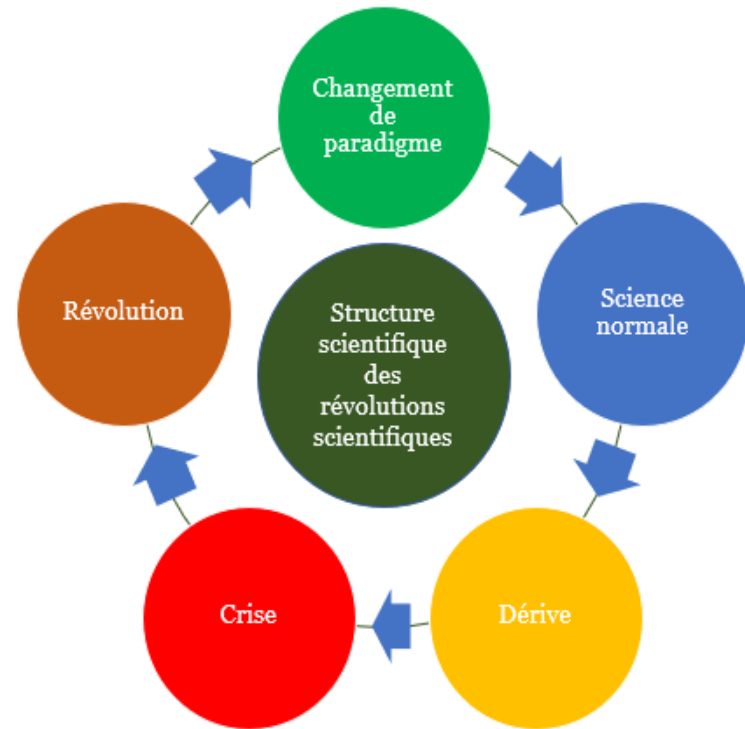 Changement
de
paradigme
Science
normale
Dérive
Crise
Révolution
Structure
scientifique
des
révolutions
scientifiques